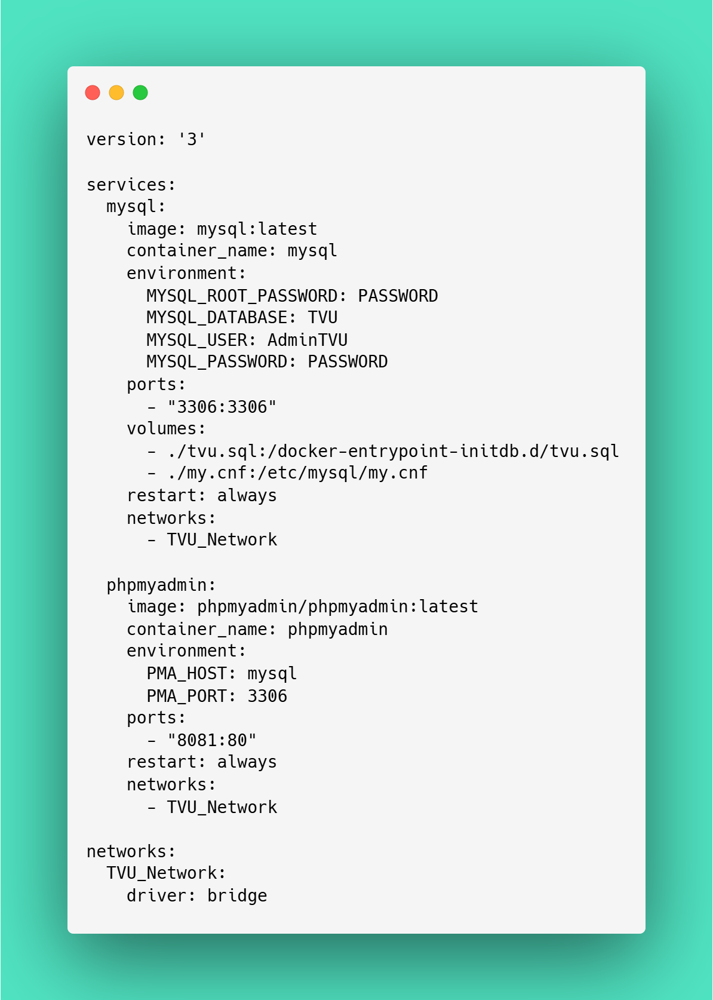 version: '3'

services:
  mysql:
    image: mysql:latest
    container_name: mysql
    environment:
      MYSQL_ROOT_PASSWORD: PASSWORD
      MYSQL_DATABASE: TVU
      MYSQL_USER: AdminTVU
      MYSQL_PASSWORD: PASSWORD
    ports:
      - "3306:3306"
    volumes:
      - ./tvu.sql:/docker-entrypoint-initdb.d/tvu.sql
      - ./my.cnf:/etc/mysql/my.cnf
    restart: always
    networks:
      - TVU_Network

  phpmyadmin:
    image: phpmyadmin/phpmyadmin:latest
    container_name: phpmyadmin
    environment:
      PMA_HOST: mysql
      PMA_PORT: 3306
    ports:
      - "8081:80"
    restart: always
    networks:
      - TVU_Network

networks:
  TVU_Network:
    driver: bridge